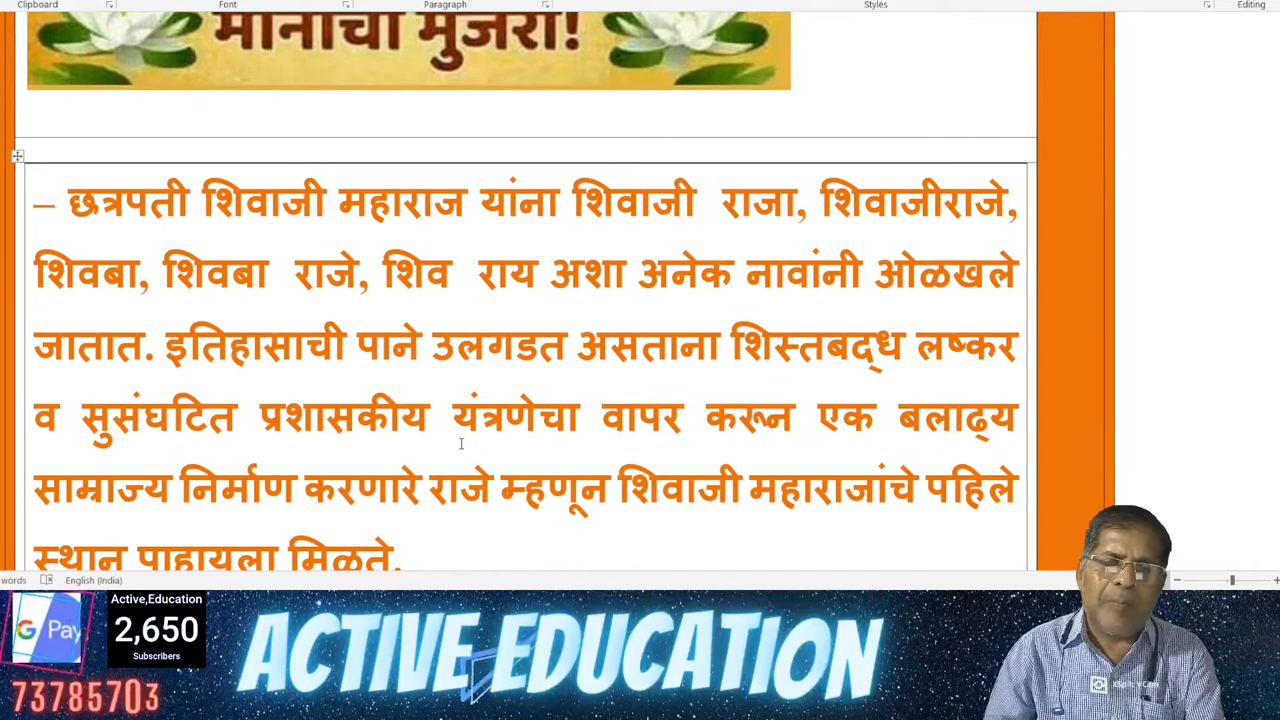 Clipboard
Font
Paragraph
Styles
Editing
मानाचा मुजरा!
– छत्रपती शिवाजी महाराज यांना शिवाजी राजा, शिवाजीराजे,
शिवबा, शिवबा राजे, शिव राय अशा अनेक नावांनी ओळखले
जातात. इतिहासाची पाने उलगडत असताना शिस्तबद्ध लष्कर
व सुसंघटित प्रशासकीय यंत्रणेचा वापर करून एक बलाढ्य
साम्राज्य निर्माण करणारे राजे म्हणून शिवाजी महाराजांचे पहिले
स्थान पाहायला मिळते.
words
English (India)
G Pay
Active,Education
2,650
Subscribers
73785703
ACTIVE EDUCATION
XSplit VCam